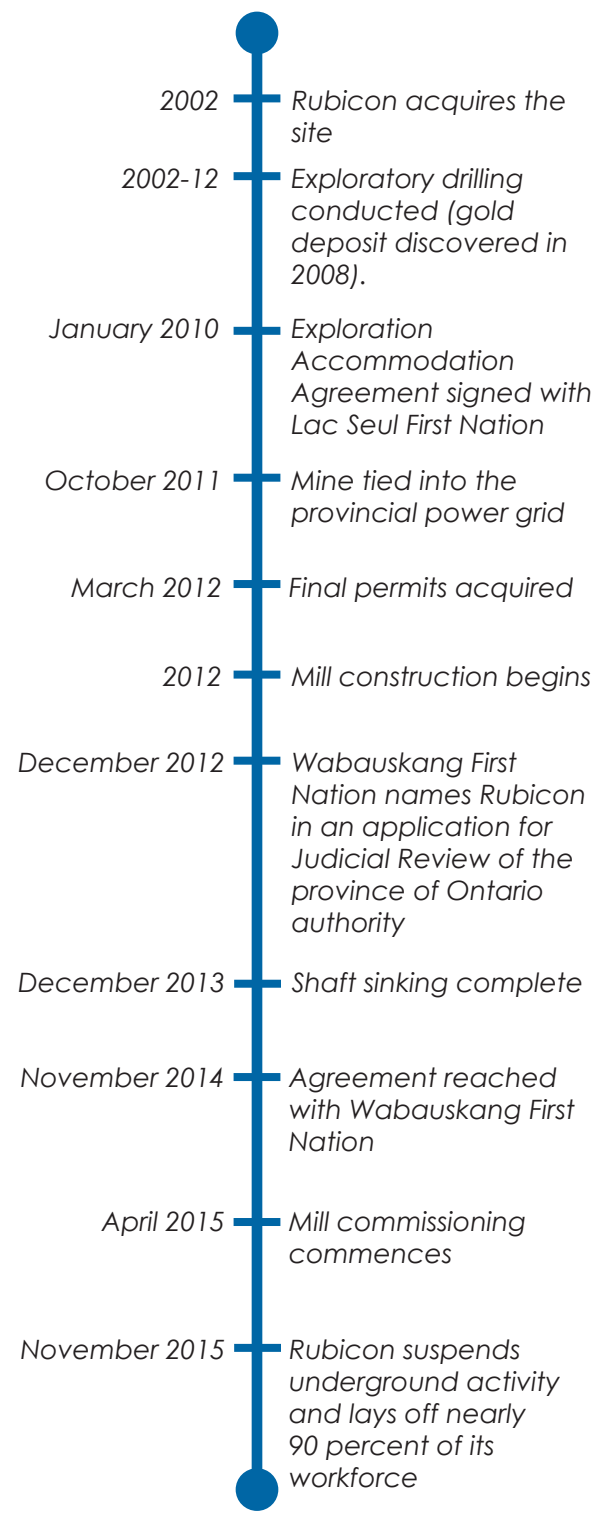 2002
Rubicon acquires the
site
2002-12
Exploratory drilling
conducted (gold
deposit discovered in
2008).
January 2010
Exploration
Accommodation
Agreement signed with
Lac Seul First Nation
October 2011
Mine tied into the
provincial power grid
March 2012
Final permits acquired
2012
Mill construction begins
December 2012
Wabauskang First
Nation names Rubicon
in an application for
Judicial Review of the
province of Ontario
authority
December 2013
Shaft sinking complete
November 2014
Agreement reached
with Wabauskang First
Nation
April 2015
Mill commissioning
commences
November 2015
Rubicon suspends
underground activity
and lays off nearly
90 percent of its
workforce